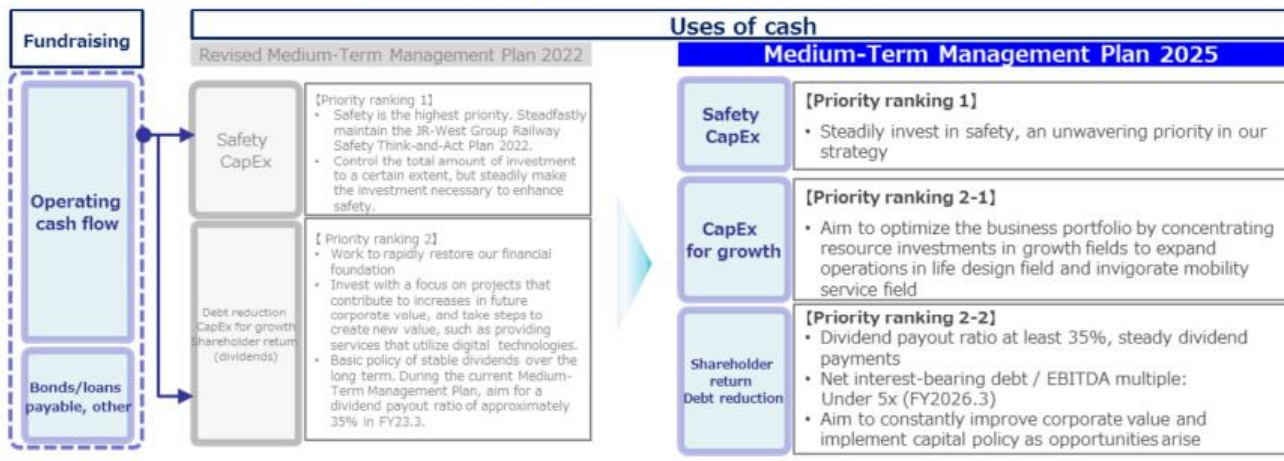 Fundraising
Uses of cash
Revised Medium-Term Management Plan 2022
Medium-Term Management Plan 2025
Operating
cash flow
Bonds/loans
payable, other
Safety
CapEx
【Priority ranking 1】
• Safety is the highest priority. Steadfastly
maintain the JR-West Group Railway
Safety Think-and-Act Plan 2022.
• Control the total amount of investment
to a certain extent, but steadily make
the investment necessary to enhance
safety.
Debt reduction
CapEx for growth
Shareholder return
(dividends)
【 Priority ranking 2】
• Work to rapidly restore our financial
foundation
• Invest with a focus on projects that
contribute to increases in future
corporate value, and take steps to
create new value, such as providing
services that utilize digital technologies.
• Basic policy of stable dividends over the
long term. During the current Medium-
Term Management Plan, aim for a
dividend payout ratio of approximately
35% in FY23.3.
Safety
CapEx
【Priority ranking 1】
• Steadily invest in safety, an unwavering priority in our
strategy
CapEx
for growth
【Priority ranking 2-1】
• Aim to optimize the business portfolio by concentrating
resource investments in growth fields to expand
operations in life design field and invigorate mobility
service field
Shareholder
return
Debt reduction
【Priority ranking 2-2】
• Dividend payout ratio at least 35%, steady dividend
payments
• Net interest-bearing debt / EBITDA multiple:
Under 5x (FY2026.3)
• Aim to constantly improve corporate value and
implement capital policy as opportunities arise